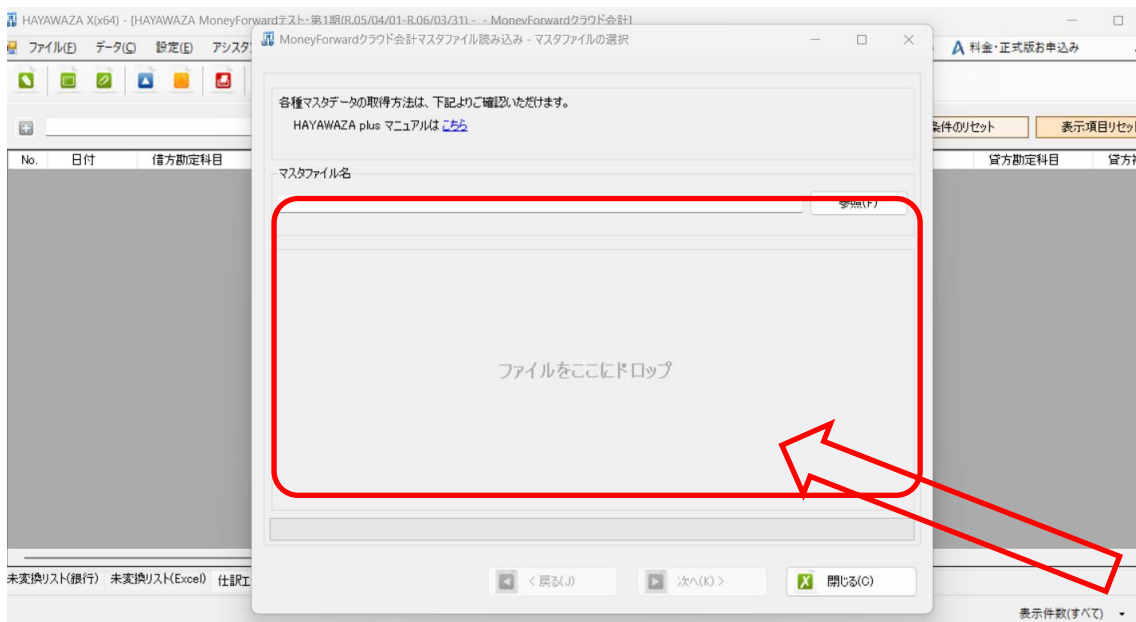 HAYAWAZA X(x64) - [HAYAWAZA MoneyForwardテスト・第1期(R.05/04/01-R.06/03/31) - - MoneyForwardクラウド会計]
MoneyForwardクラウド会計マスタファイル読み込み - マスタファイルの選択
ファイル(F) データ(C) 設定(E) アシスタ
料金・正式版お申込み
各種マスタデータの取得方法は、下記よりご確認いただけます。
HAYAWAZA plus マニュアルは こちら
条件のリセット 表示項目リセット
No. 日付 借方勘定科目 貸方勘定科目 貸方補
マスタファイル名
参照(F)
ファイルをここにドロップ
未変換リスト(銀行) 未変換リスト(Excel) 仕訳エ
< 戻る(J) 次へ(K) > 閉じる(C)
表示件数(すべて)